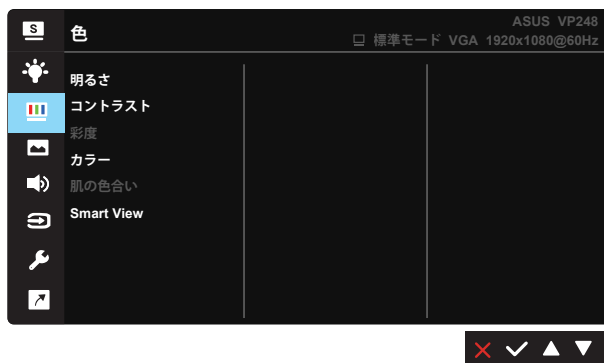 S
色
ASUS VP248
標準モード VGA 1920x1080@60Hz
明るさ
コントラスト
彩度
カラー
肌の色合い
Smart View